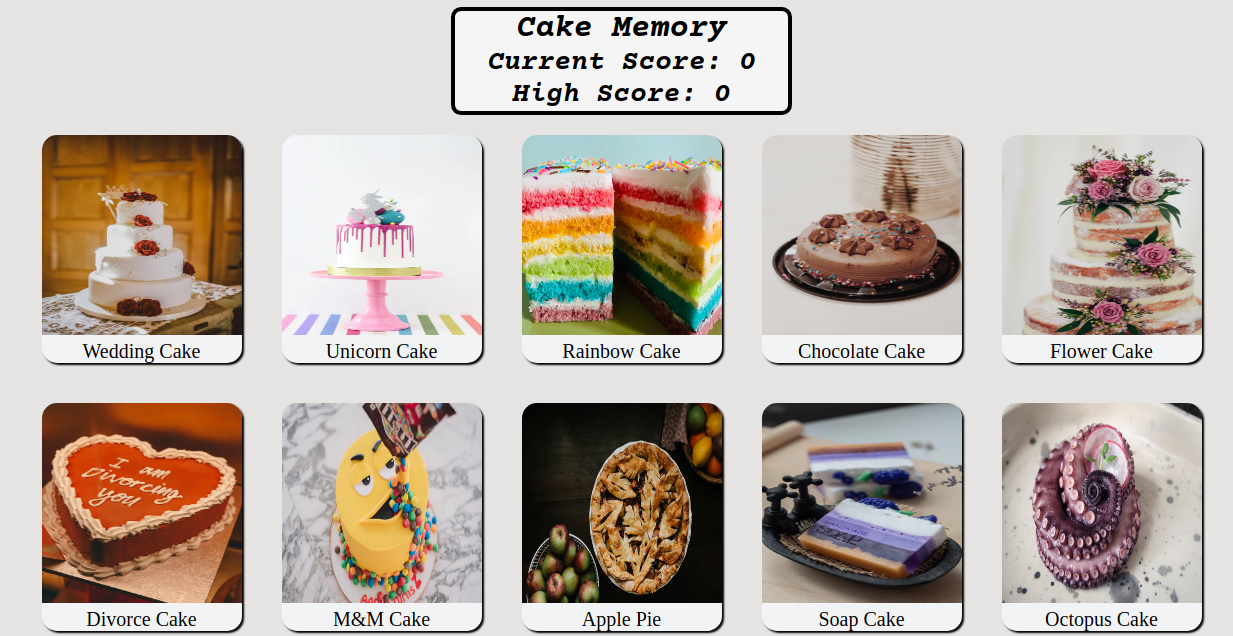 Cake Memory
Current Score: 0
High Score: 0
Wedding Cake
Unicorn Cake
Rainbow Cake
Chocolate Cake
Flower Cake
I am
Divorcing
You
SOAP
Divorce Cake
M&M Cake
Apple Pie
Soap Cake
Octopus Cake